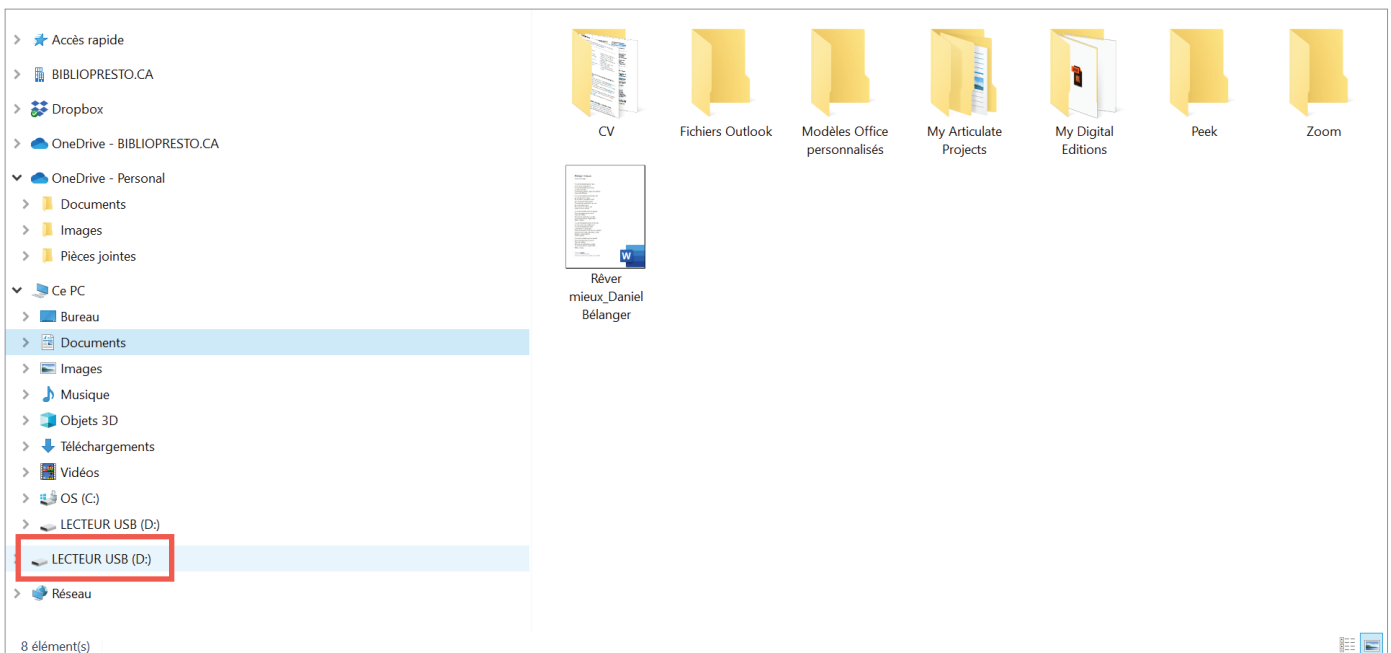 Accès rapide
BIBLIOPRESTO.CA
Dropbox
OneDrive - BIBLIOPRESTO.CA
OneDrive - Personal
Documents
Images
Pièces jointes
Ce PC
Bureau
Documents
Images
Musique
Objets 3D
Téléchargements
Vidéos
OS (C:)
LECTEUR USB (D:)
LECTEUR USB (D:)
Réseau
8 élément(s)
CV
Fichiers Outlook
Modèles Office
personnalisés
My Articulate
Projects
My Digital
Editions
Peek
Zoom
W
Rêver
mieux_Daniel
Bélanger